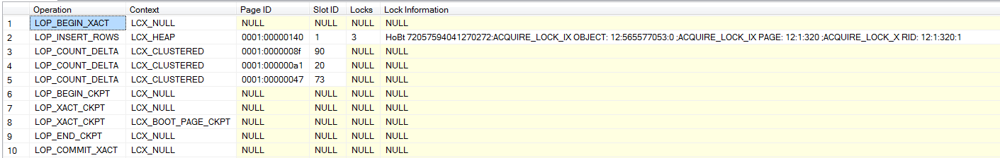 Operation Context Page ID Slot ID Locks Lock Information
1 LOP_BEGIN_XACT LCX_NULL NULL NULL NULL NULL
2 LOP_INSERT_ROWS LCX_HEAP 0001:00000140 1 3 HoBt 72057594041270272:ACQUIRE_LOCK_IX OBJECT: 12:565577053:0 ;ACQUIRE_LOCK_IX PAGE: 12:1:320 ;ACQUIRE_LOCK_X RID: 12:1:320:1
3 LOP_COUNT_DELTA LCX_CLUSTERED 0001:0000008f 90 NULL NULL
4 LOP_COUNT_DELTA LCX_CLUSTERED 0001:000000a1 20 NULL NULL
5 LOP_COUNT_DELTA LCX_CLUSTERED 0001:00000047 73 NULL NULL
6 LOP_BEGIN_CKPT LCX_NULL NULL NULL NULL NULL
7 LOP_XACT_CKPT LCX_NULL NULL NULL NULL NULL
8 LOP_XACT_CKPT LCX_BOOT_PAGE_CKPT NULL NULL NULL NULL
9 LOP_END_CKPT LCX_NULL NULL NULL NULL NULL
10 LOP_COMMIT_XACT LCX_NULL NULL NULL NULL NULL